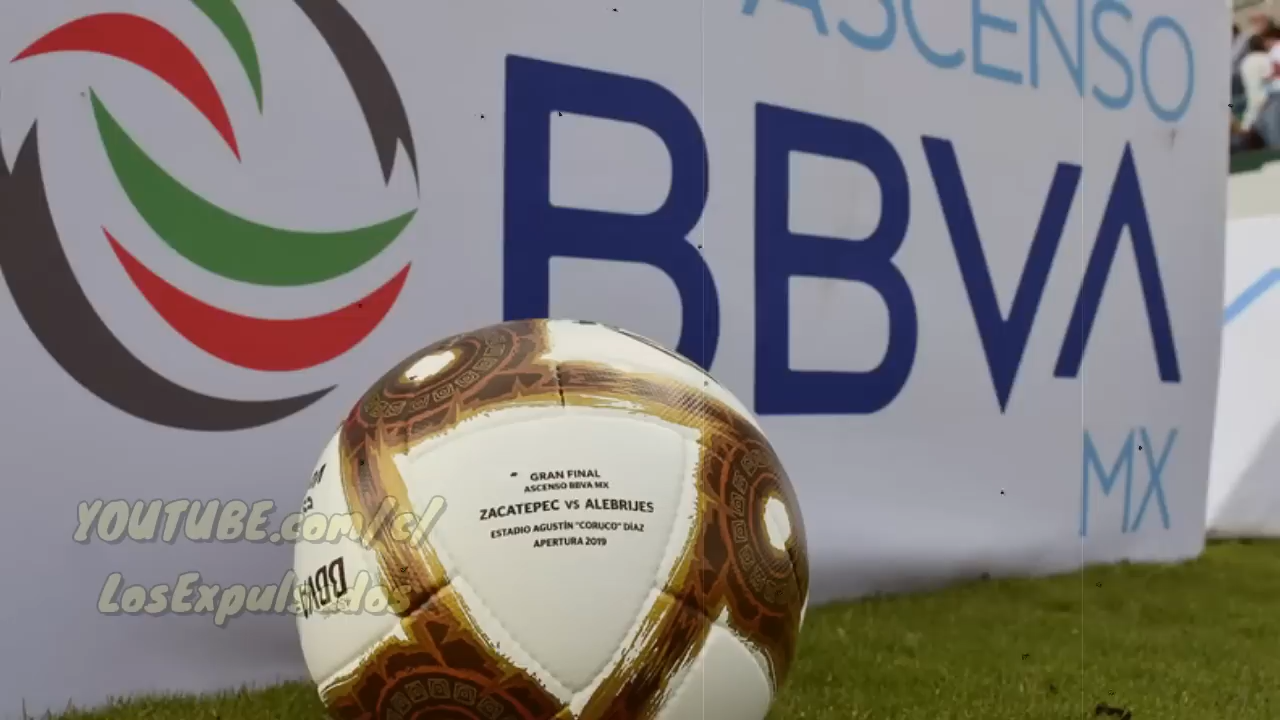 ASCENSO
BBVA
MX
GRAN FINAL
ASCENSO BBVA MX
ZACATEPEC VS ALEBRIJES
ESTADIO AGUSTÍN "CORUCO" DÍAZ
APERTURA 2019
BBVA
YOUTUBE.com/c/
LosExpulsados